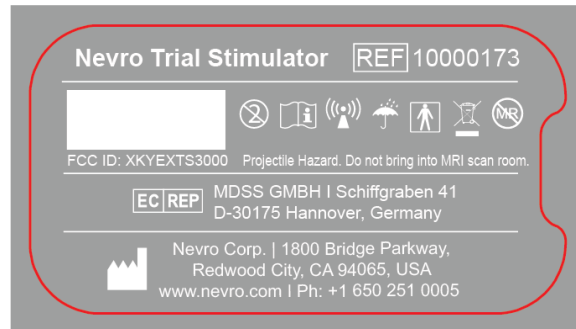 Nevro Trial Stimulator REF 10000173
2 i MR
FCC ID: XKYEXTS3000 Projectile Hazard. Do not bring into MRI scan room.
EC REP MDSS GMBH I Schiffgraben 41
D-30175 Hannover, Germany
Nevro Corp. | 1800 Bridge Parkway,
Redwood City, CA 94065, USA
www.nevro.com I Ph: +1 650 251 0005